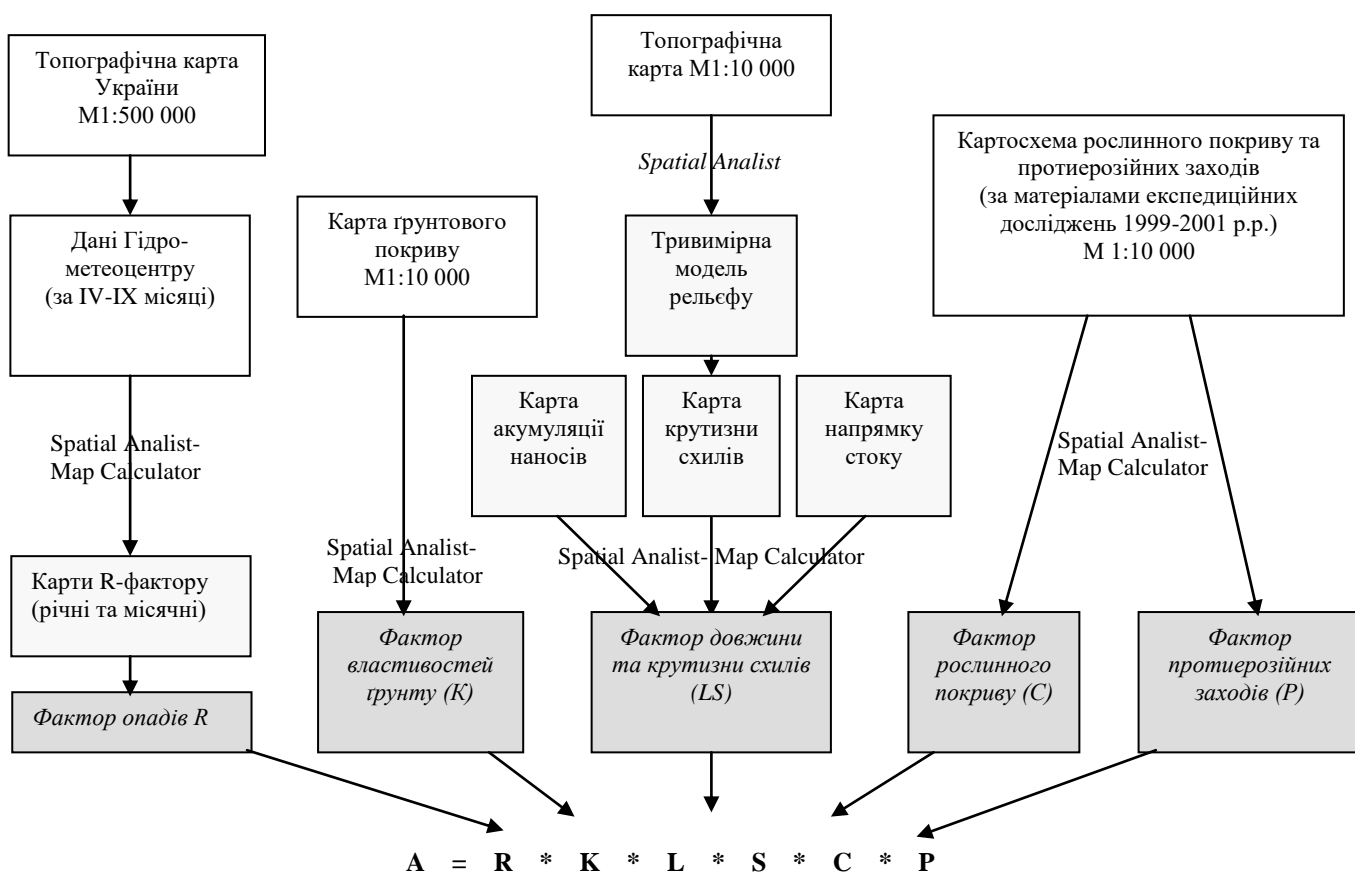 Топографічна карта
України
М1:500 000
Топографічна
карта М1:10 000
Картосхема рослинного покриву та
протиерозійних заходів
(за матеріалами експедиційних
досліджень 1999-2001 р.р.)
М 1:10 000
Spatial Analist
Дані Гідро-
метеоцентру
(за IV-IX місяці)
Карта ґрунтового
покриву
М1:10 000
Тривимірна
модель
рельєфу
Карта
акумуляції
наносів
Карта
крутизни
схилів
Карта
напрямку
стоку
Spatial Analist-
Map Calculator
Spatial Analist-
Map Calculator
Spatial Analist-
Map Calculator
Spatial Analist- Map Calculator
Карти R-фактору
(річні та місячні)
Фактор опадів R
Фактор
властивостей
ґрунту (К)
Фактор довжини
та крутизни схилів
(LS)
Фактор
рослинного
покриву (С)
Фактор
протиерозійних
заходів (Р)
A = R * K * L * S * C * P